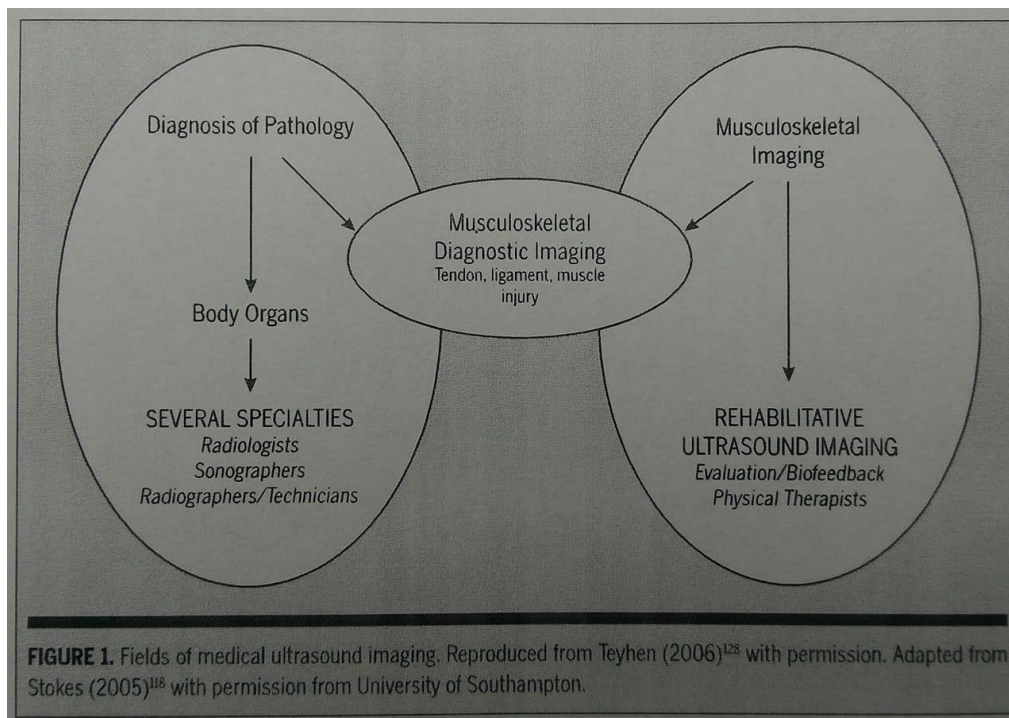 Diagnosis of Pathology
Body Organs
SEVERAL SPECIALTIES
Radiologists
Sonographers
Radiographers/Technicians
Musculoskeletal
Diagnostic Imaging
Tendon, ligament, muscle
injury
Musculoskeletal
Imaging
REHABILITATIVE
ULTRASOUND IMAGING
Evaluation/Biofeedback
Physical Therapists
FIGURE 1. Fields of medical ultrasound imaging. Reproduced from Teyhen (2006)¹²⁸ with permission. Adapted from
Stokes (2005)¹¹⁸ with permission from University of Southampton.